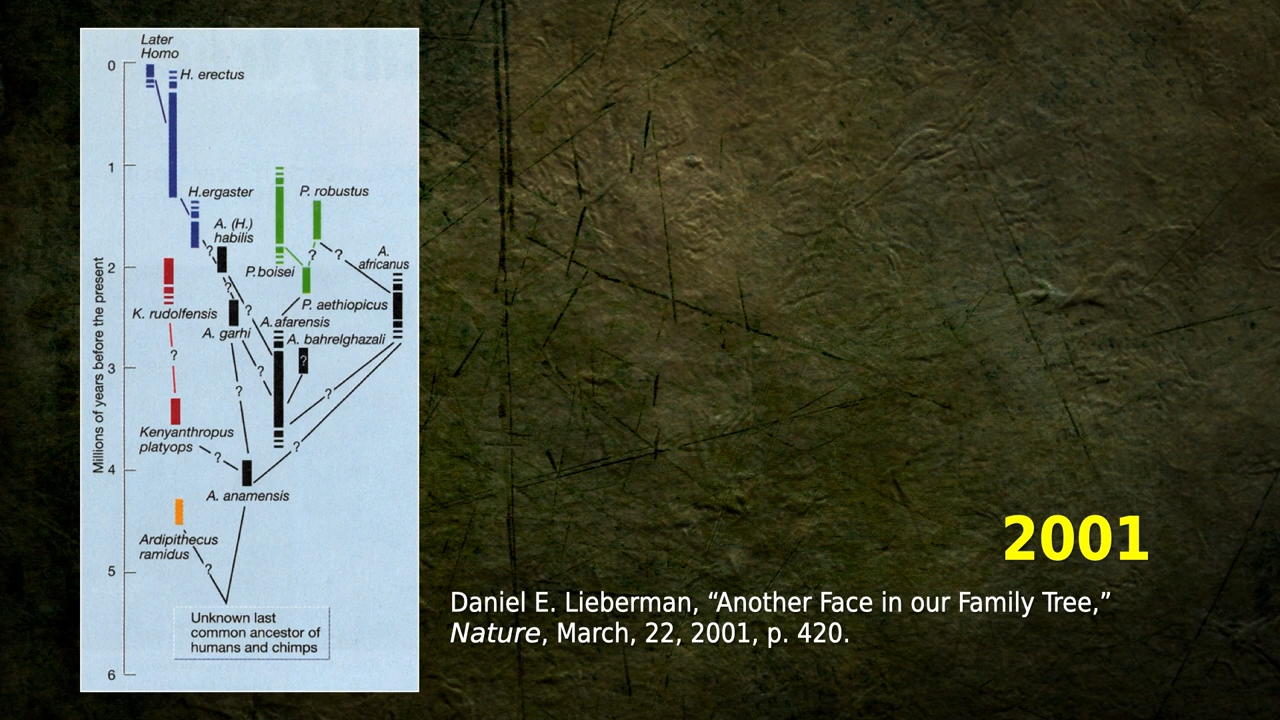 Later
Homo
0
H. erectus
1
H.ergaster
P. robustus
A. (H.)
habilis
?
A.
africanus
?
?
2
P.boisei
?
P. aethiopicus
K. rudolfensis
?
A. garhi
A.afarensis
A. bahrelghazali
?
?
3
?
?
?
Kenyanthropus
platyops
?
?
4
A. anamensis
Ardipithecus
ramidus
?
5
Unknown last
common ancestor of
humans and chimps
6
Millions of years before the present
2001
Daniel E. Lieberman, “Another Face in our Family Tree,”
Nature, March, 22, 2001, p. 420.